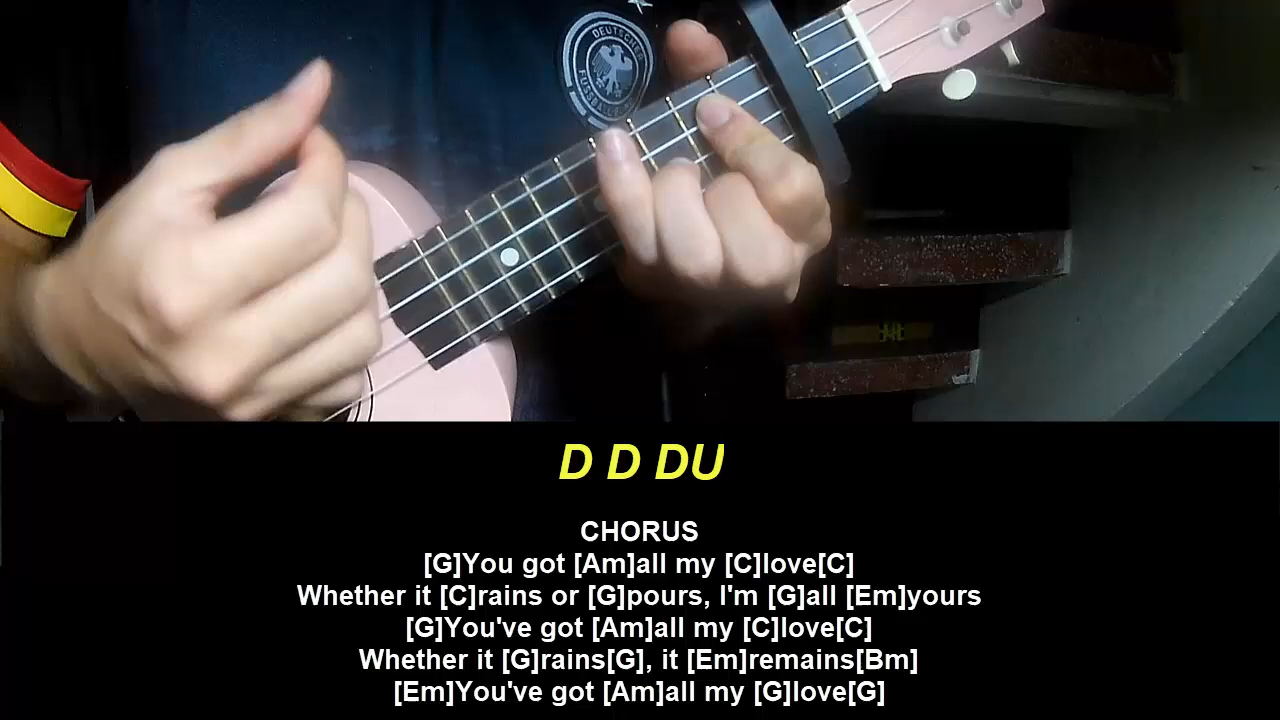 DEUTSCHER
FUSSBALL
D D DU
CHORUS
[G]You got [Am]all my [C]love[C]
Whether it [C]rains or [G]pours, I'm [G]all [Em]yours
[G]You've got [Am]all my [C]love[C]
Whether it [G]rains[G], it [Em]remains[Bm]
[Em]You've got [Am]all my [G]love[G]